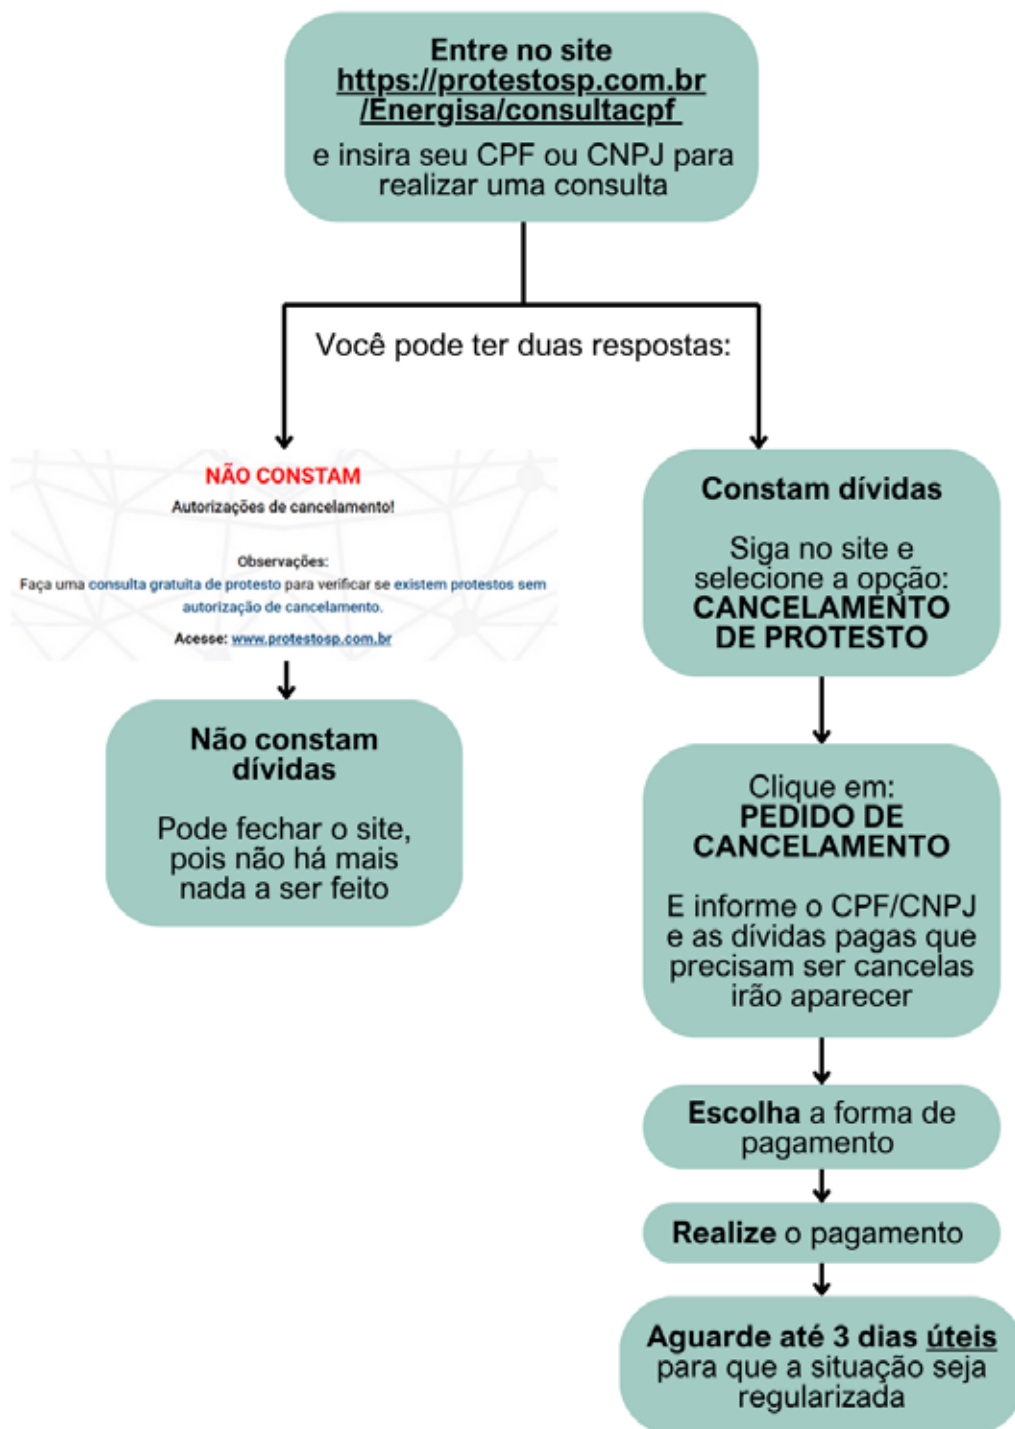 Entre no site
https://protestosp.com.br
/Energisa/consultacpf
e insira seu CPF ou CNPJ para
realizar uma consulta
Você pode ter duas respostas:
NÃO CONSTAM
Autorizações de cancelamento!
Observações:
Faça uma consulta gratuita de protesto para verificar se existem protestos sem
autorização de cancelamento.
Acesse: www.protestosp.com.br
Não constam
dívidas
Pode fechar o site,
pois não há mais
nada a ser feito
Constam dívidas
Siga no site e
selecione a opção:
CANCELAMENTO
DE PROTESTO
Clique em:
PEDIDO DE
CANCELAMENTO
E informe o CPF/CNPJ
e as dívidas pagas que
precisam ser cancelas
irão aparecer
Escolha a forma de
pagamento
Realize o pagamento
Aguarde até 3 dias úteis
para que a situação seja
regularizada